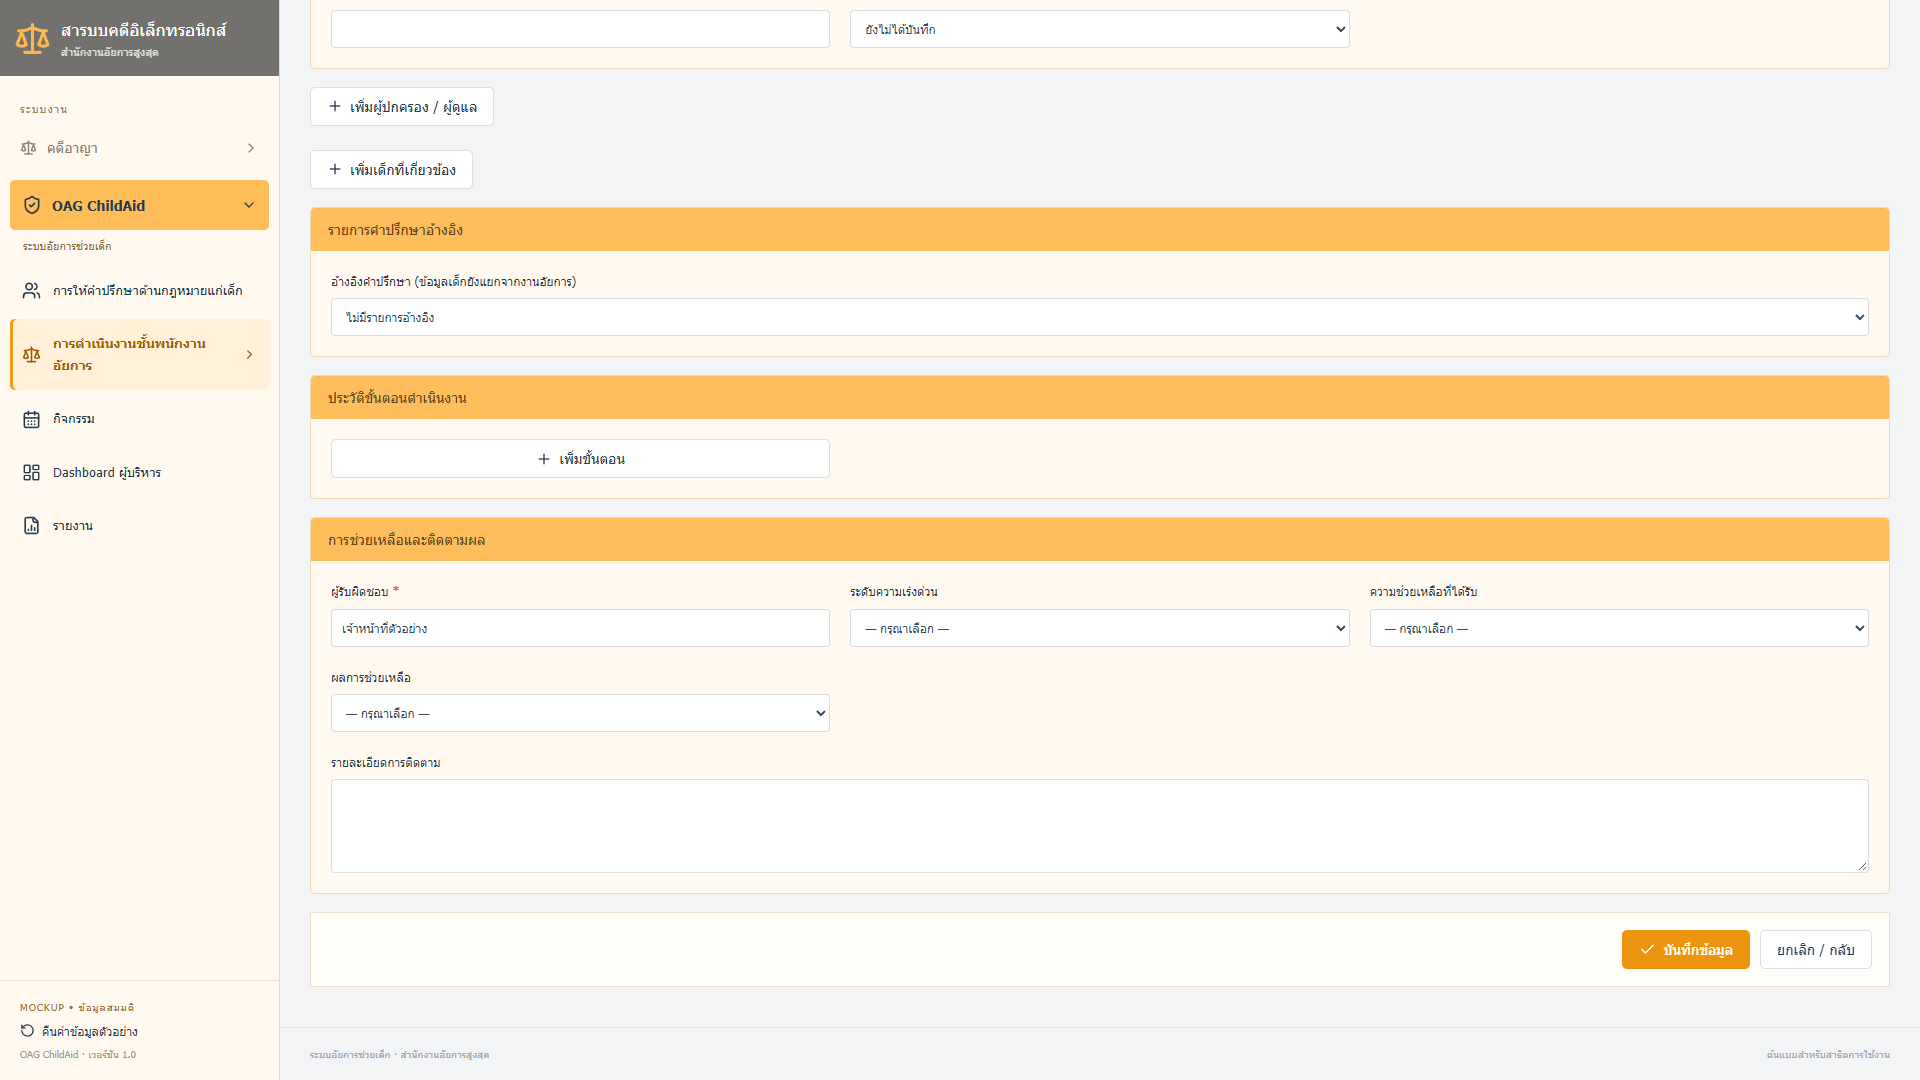 สารบบคดีอิเล็กทรอนิกส์
สำนักงานอัยการสูงสุด
ระบบงาน
คดีอาญา
OAG ChildAid
ระบบอัยการช่วยเด็ก
การให้คำปรึกษาด้านกฎหมายแก่เด็ก
การดำเนินงานชั้นพนักงาน
อัยการ
กิจกรรม
Dashboard ผู้บริหาร
รายงาน
MOCKUP • ข้อมูลสมมติ
คืนค่าข้อมูลตัวอย่าง
OAG ChildAid · เวอร์ชัน 1.0
ยังไม่ได้บันทึก
เพิ่มผู้ปกครอง / ผู้ดูแล
เพิ่มเด็กที่เกี่ยวข้อง
รายการคำปรึกษาอ้างอิง
อ้างอิงคำปรึกษา (ข้อมูลเด็กยังแยกจากงานอัยการ)
ไม่มีรายการอ้างอิง
ประวัติขั้นตอนดำเนินงาน
เพิ่มขั้นตอน
การช่วยเหลือและติดตามผล
ผู้รับผิดชอบ *
ระดับความเร่งด่วน
ความช่วยเหลือที่ได้รับ
เจ้าหน้าที่ตัวอย่าง
— กรุณาเลือก —
— กรุณาเลือก —
ผลการช่วยเหลือ
— กรุณาเลือก —
รายละเอียดการติดตาม
บันทึกข้อมูล
ยกเลิก / กลับ
ระบบอัยการช่วยเด็ก · สำนักงานอัยการสูงสุด
ต้นแบบสำหรับสาธิตการใช้งาน